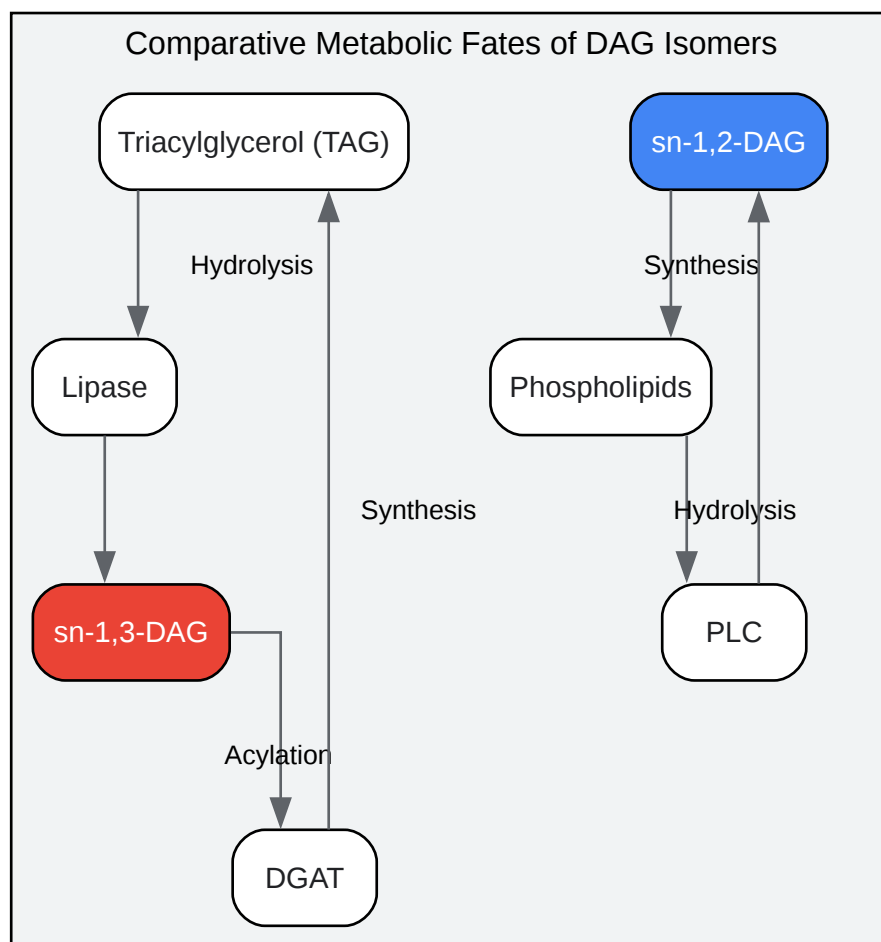 Comparative Metabolic Fates of DAG Isomers
Triacylglycerol (TAG)
sn-1,2-DAG
Hydrolysis
Synthesis
Lipase
Phospholipids
Synthesis
Hydrolysis
sn-1,3-DAG
PLC
Acylation
DGAT